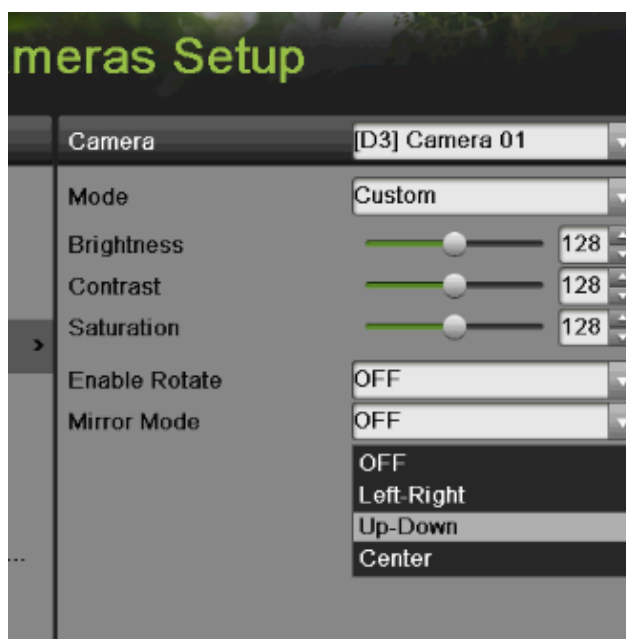 meras Setup
Camera [D3] Camera 01
Mode Custom
Brightness 128
Contrast 128
Saturation 128
Enable Rotate OFF
Mirror Mode OFF
OFF
Left-Right
Up-Down
Center
...